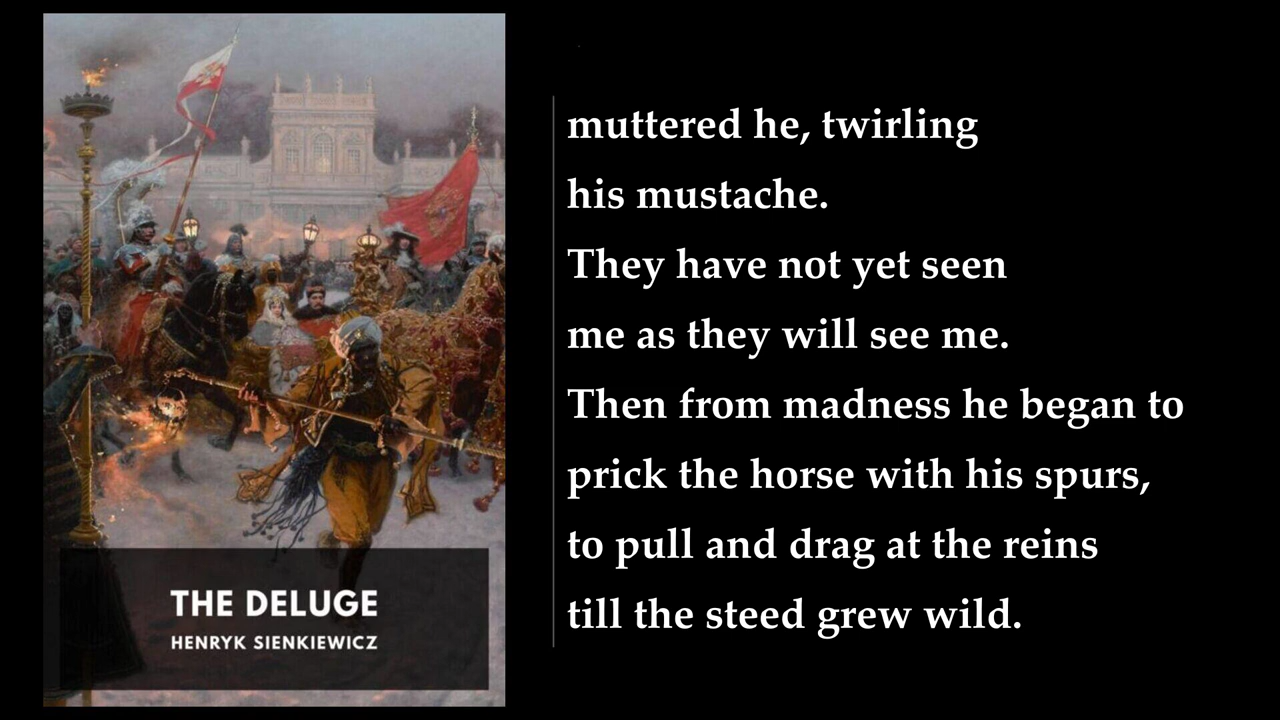 THE DELUGE
HENRYK SIENKIEWICZ
muttered he, twirling
his mustache.
They have not yet seen
me as they will see me.
Then from madness he began to
prick the horse with his spurs,
to pull and drag at the reins
till the steed grew wild.